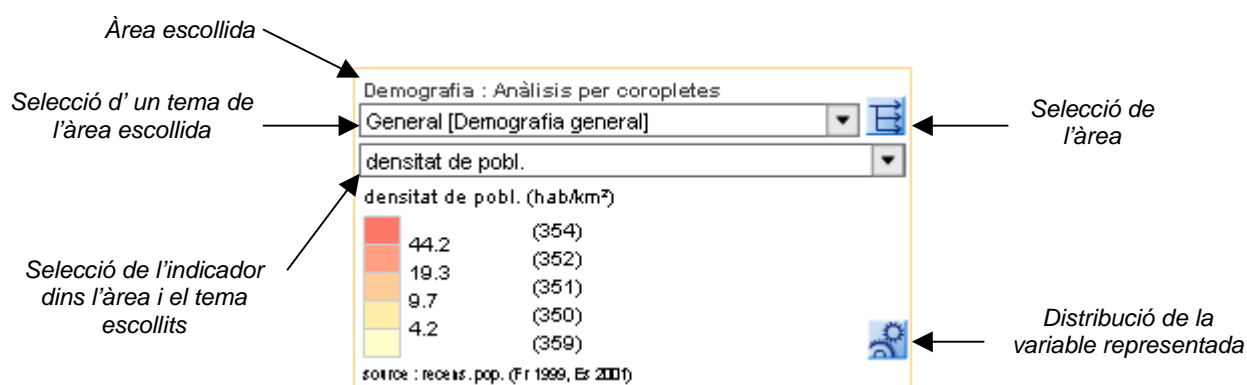 Àrea escollida
Demografia : Anàlisis per coropletes
Selecció d’ un tema de
l’àrea escollida
General [Demografia general]
Selecció de
l’àrea
densitat de pobl.
densitat de pobl. (hab/km²)
(354)
44.2
(352)
19.3
(351)
9.7
(350)
4.2
(359)
Selecció de l’indicador
dins l’àrea i el tema
escollits
Distribució de la
variable representada
source : recens. pop. (Fr 1999, Es 2001)